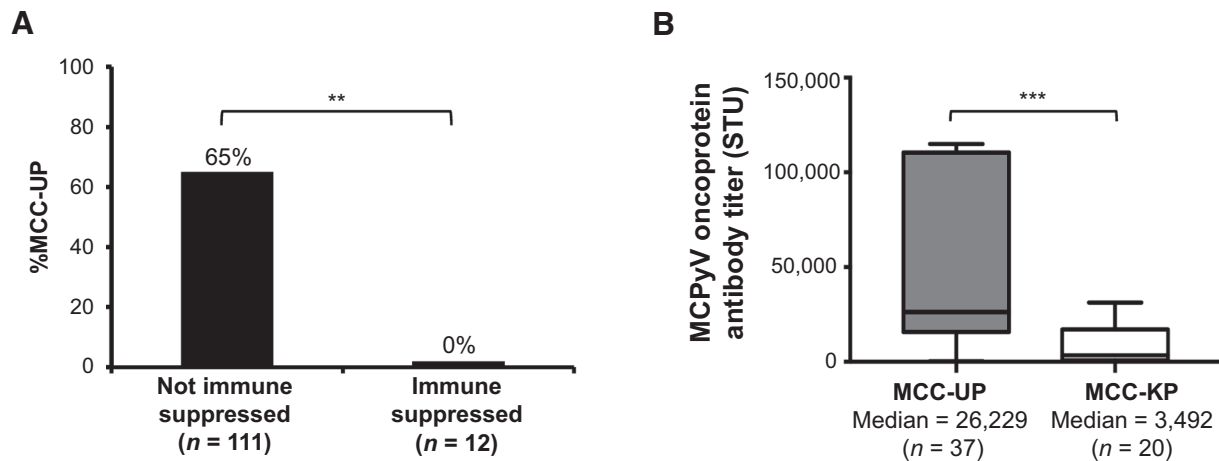 A
%MCC-UP
100
80
60
40
20
0
**
65%
0%
Not immune
suppressed
(n = 111)
Immune
suppressed
(n = 12)
B
MCPyV oncoprotein
antibody titer (STU)
150,000
100,000
50,000
0
***
MCC-UP
Median = 26,229
(n = 37)
MCC-KP
Median = 3,492
(n = 20)